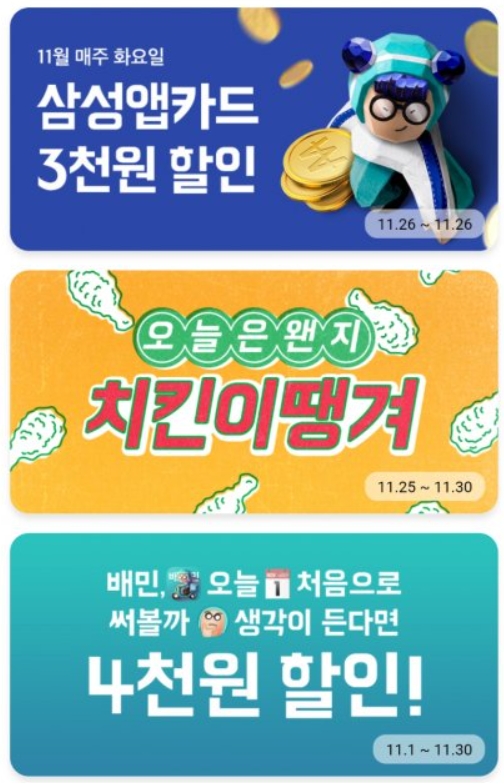 11월 매주 화요일
삼성앱카드
3천원 할인
11.26 ~ 11.26
오늘은왠지
치킨이땡겨
11.25 ~ 11.30
배민, 오늘 1 처음으로
써볼까 생각이 든다면
4천원 할인!
11.1 ~ 11.30